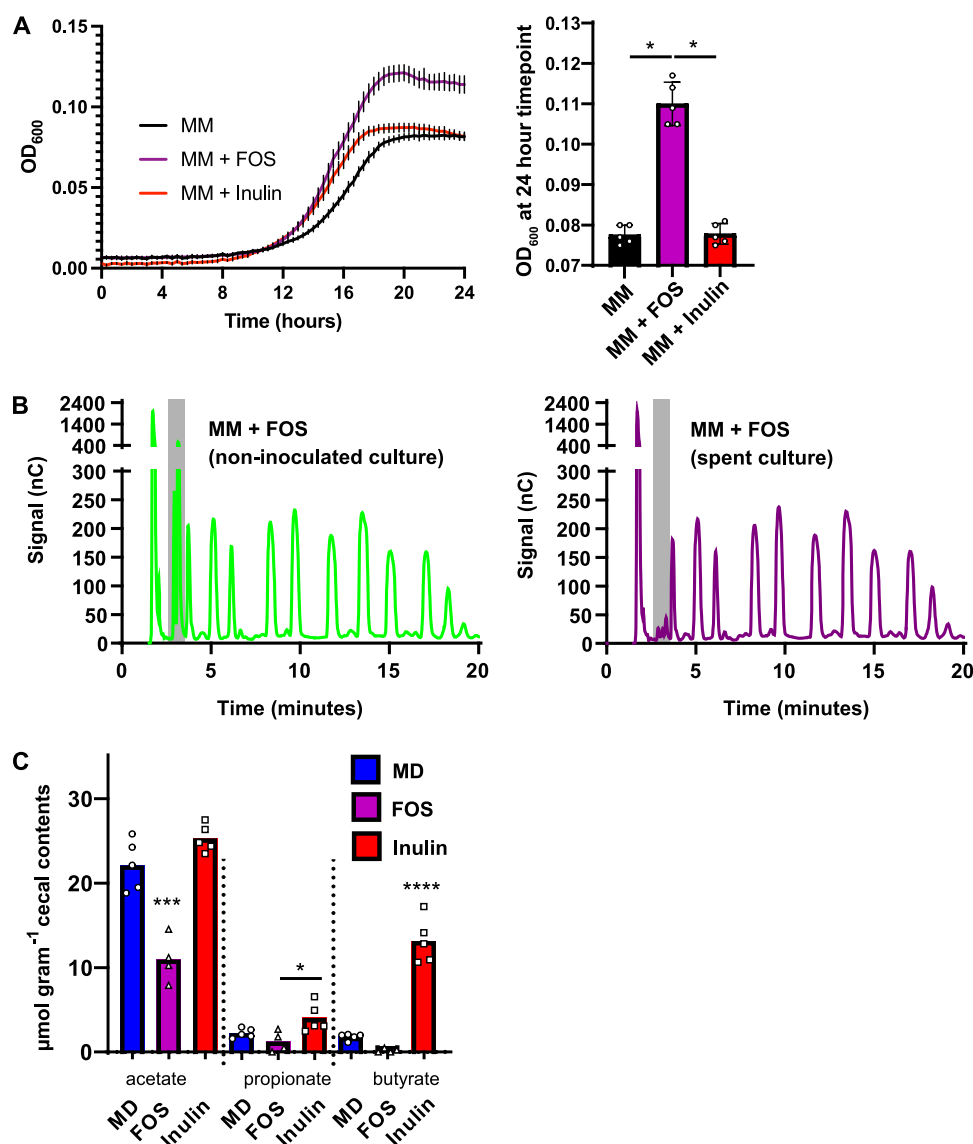 A
0.15
0.10
0.05
0.00
OD600
MM
MM + FOS
MM + Inulin
0 4 8 12 16 20 24
Time (hours)
0.13
0.12
0.11
0.10
0.09
0.08
0.07
OD600 at 24 hour timepoint
* *
MM
MM + FOS
MM + Inulin
B
2400
1400
400
300
250
200
150
100
50
0
Signal (nC)
MM + FOS
(non-inoculated culture)
0 5 10 15 20
Time (minutes)
2400
1400
400
300
250
200
150
100
50
0
Signal (nC)
MM + FOS
(spent culture)
0 5 10 15 20
Time (minutes)
C
30
20
10
0
µmol gram⁻¹ cecal contents
MD
FOS
Inulin
***
*
****
acetate propionate butyrate
MD FOS Inulin MD FOS Inulin MD FOS Inulin